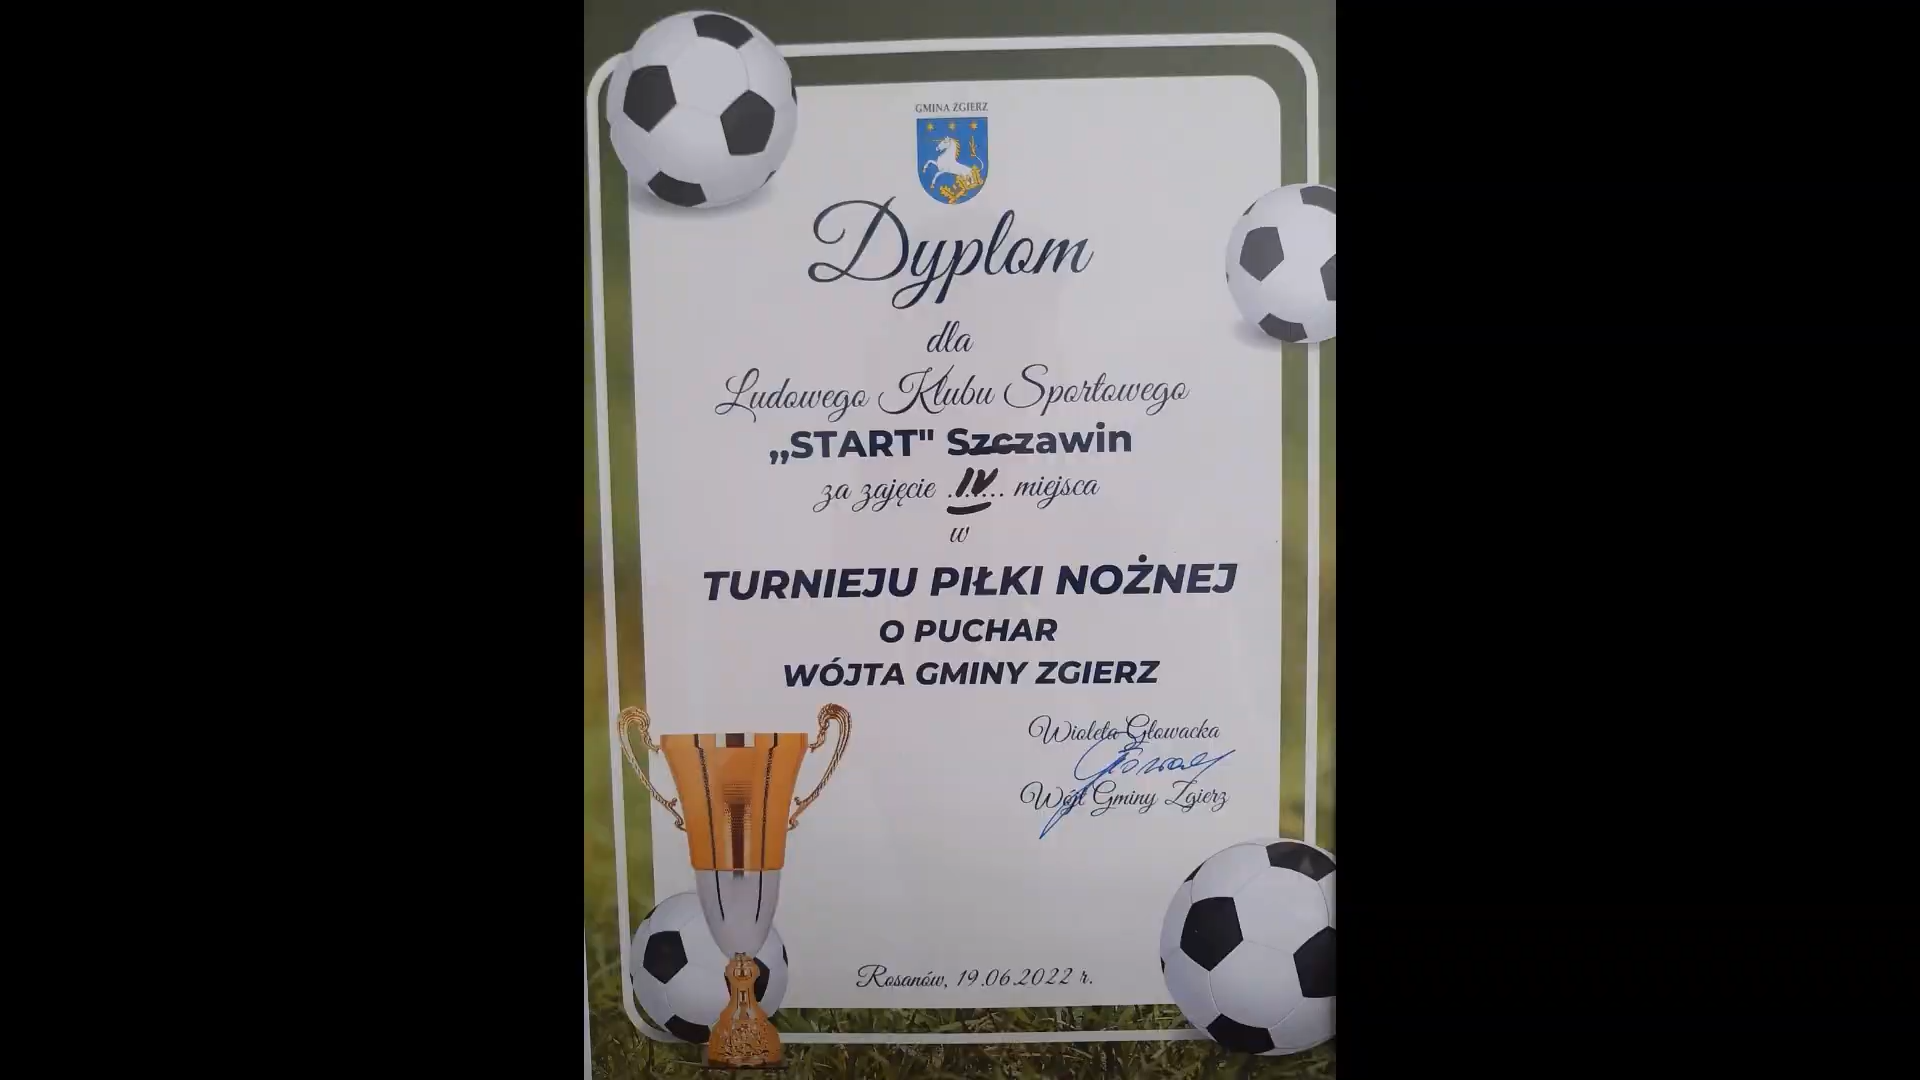 GMINA ZGIERZ
Dyplom
dla
Ludowego Klubu Sportowego
,,START" Szczawin
za zajęcie ..IV... miejsca
w
TURNIEJU PIŁKI NOŻNEJ
O PUCHAR
WÓJTA GMINY ZGIERZ
Wioleta Głowacka
Wójt Gminy Zgierz
Rosanów, 19.06.2022 r.